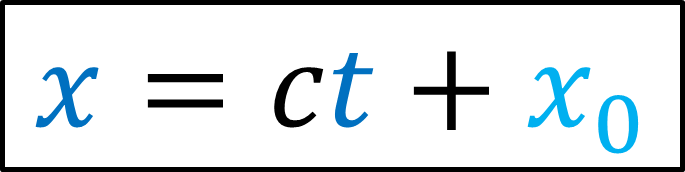 x = ct + x₀